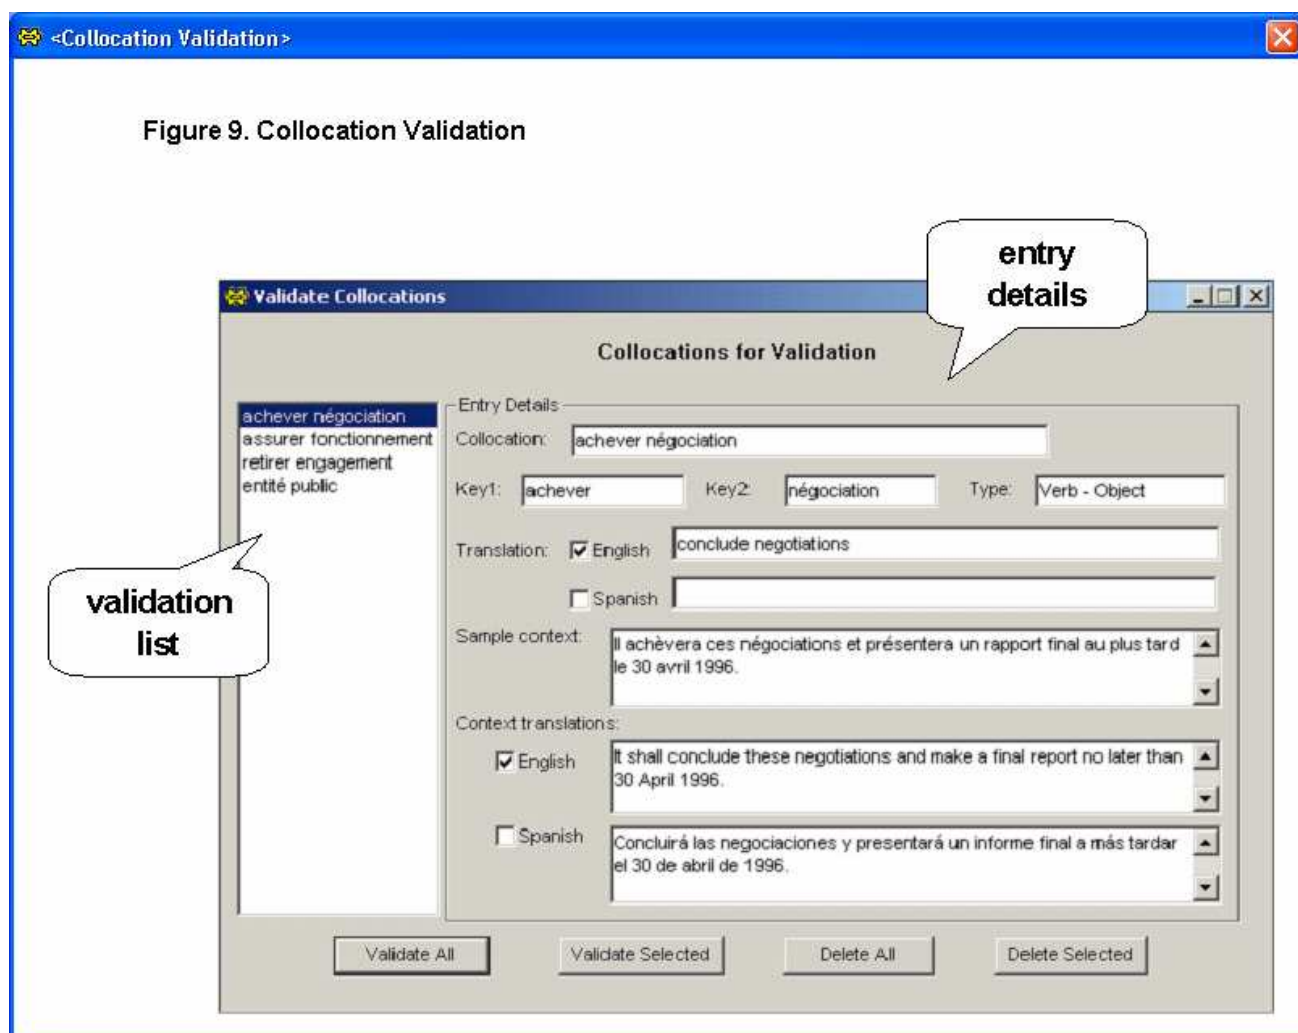 <Collocation Validation>
Figure 9. Collocation Validation
entry
details
Validate Collocations
Collocations for Validation
achever négociation
assurer fonctionnement
retirer engagement
entité public
validation
list
Entry Details
Collocation: achever négociation
Key1: achever Key2: négociation Type: Verb - Object
Translation: English conclude negotiations
Spanish
Sample context: Il achèvera ces négociations et présentera un rapport final au plus tard
le 30 avril 1996.
Context translations:
English It shall conclude these negotiations and make a final report no later than
30 April 1996.
Spanish Concluirá las negociaciones y presentará un informe final a más tardar
el 30 de abril de 1996.
Validate All Validate Selected Delete All Delete Selected